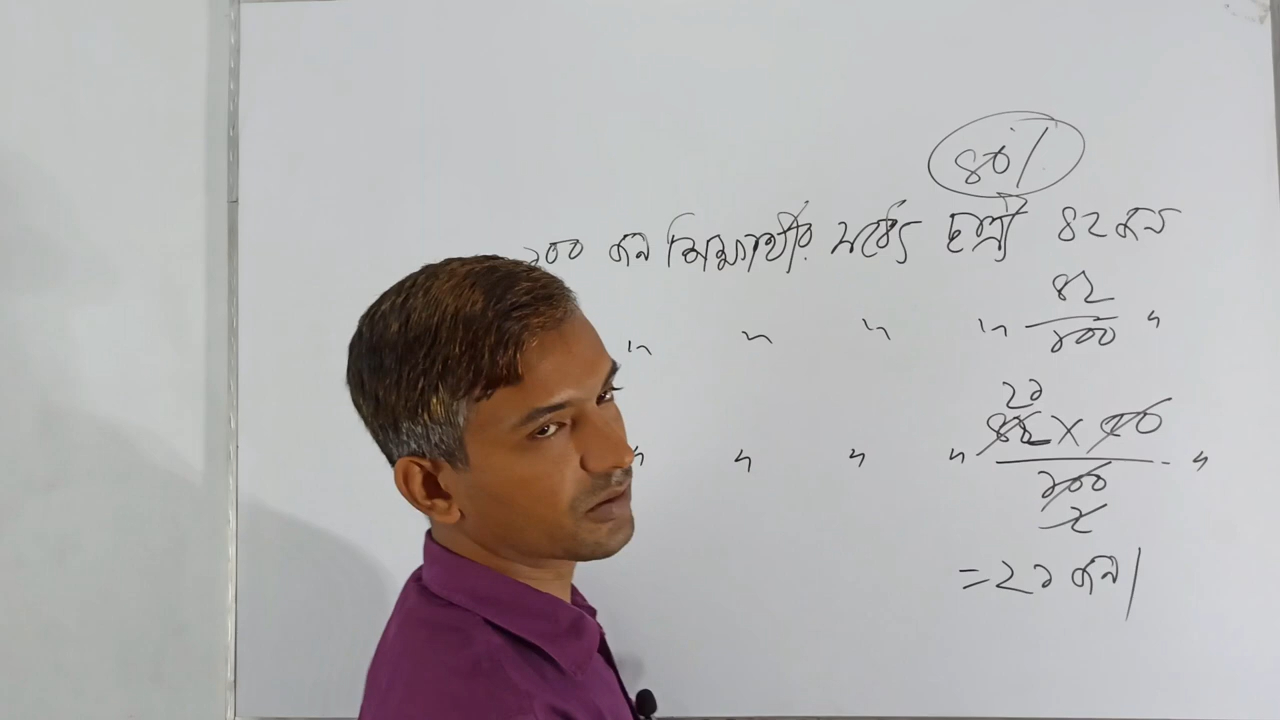 ৪০%
১০০ জন শিক্ষার্থীর মধ্যে ছাত্রী ৪২ জন
" " " " ৪২/১০০ "
২১
" " " " ৪২ × ৫০ "
১০০
২
= ২১ জন।